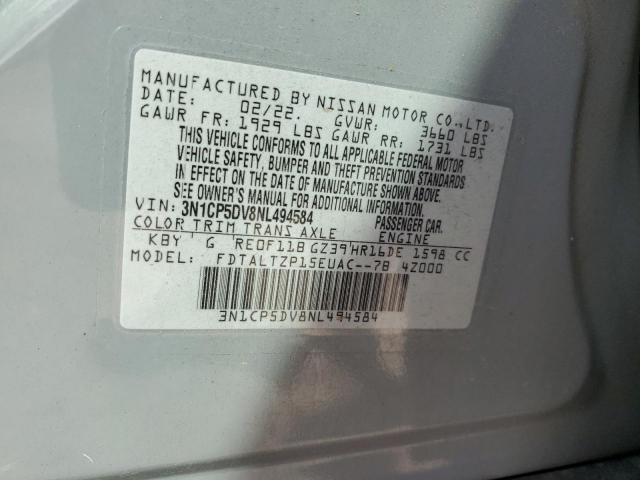 MANUFACTURED BY NISSAN MOTOR CO.,LTD.
DATE: 02/22. GVWR: 3660 LBS
GAWR FR: 1929 LBS GAWR RR: 1731 LBS
THIS VEHICLE CONFORMS TO ALL APPLICABLE FEDERAL MOTOR
VEHICLE SAFETY, BUMPER AND THEFT PREVENTION STANDARDS
IN EFFECT ON THE DATE OF MANUFACTURE SHOWN ABOVE.
SEE OWNER'S MANUAL FOR ADDITIONAL INFORMATION.
VIN: 3N1CP5DV8NL494584 PASSENGER CAR.
COLOR TRIM TRANS AXLE ENGINE
KBY G RE0F11B GZ39 HR16DE 1598 CC
MODEL: FDTALTZP15EUAC--7B 4Z000
3N1CP5DV8NL494584